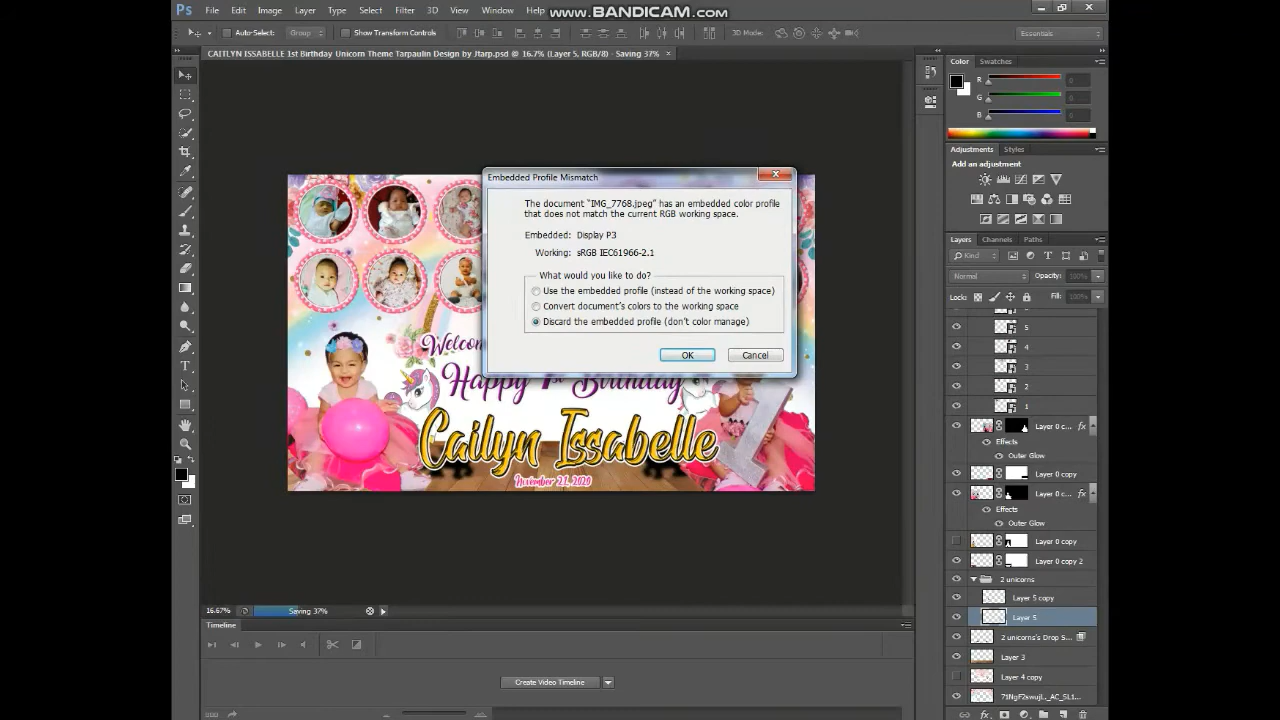 Ps File Edit Image Layer Type Select Filter 3D View Window Help
www.BANDICAM.com
Auto-Select: Group Show Transform Controls 3D Mode: Essentials
CAITLYN ISSABELLE 1st Birthday Unicorn Theme Tarpaulin Design by Jtarp.psd @ 16.7% (Layer 5, RGB/8) - Saving 37% ×
Color Swatches
R 0
G 0
B 0
Adjustments Styles
Add an adjustment
Layers Channels Paths
Kind
Normal Opacity: 100%
Lock: Fill: 100%
5
4
3
2
1
Layer 0 c...
fx
Effects
Outer Glow
Layer 0 copy
Layer 0 c...
fx
Effects
Outer Glow
Layer 0 copy
Layer 0 copy 2
2 unicorns
Layer 5 copy
Layer 5
2 unicorns's Drop S...
Layer 3
Layer 4 copy
71NgF2swujL._AC_SL1...
Embedded Profile Mismatch
The document "IMG_7768.jpeg" has an embedded color profile
that does not match the current RGB working space.
Embedded: Display P3
Working: sRGB IEC61966-2.1
What would you like to do?
Use the embedded profile (instead of the working space)
Convert document's colors to the working space
Discard the embedded profile (don't color manage)
OK Cancel
Happy 1st Birthday
Cailyn Issabelle
November 21, 2020
16.67% Saving 37%
Timeline
Create Video Timeline